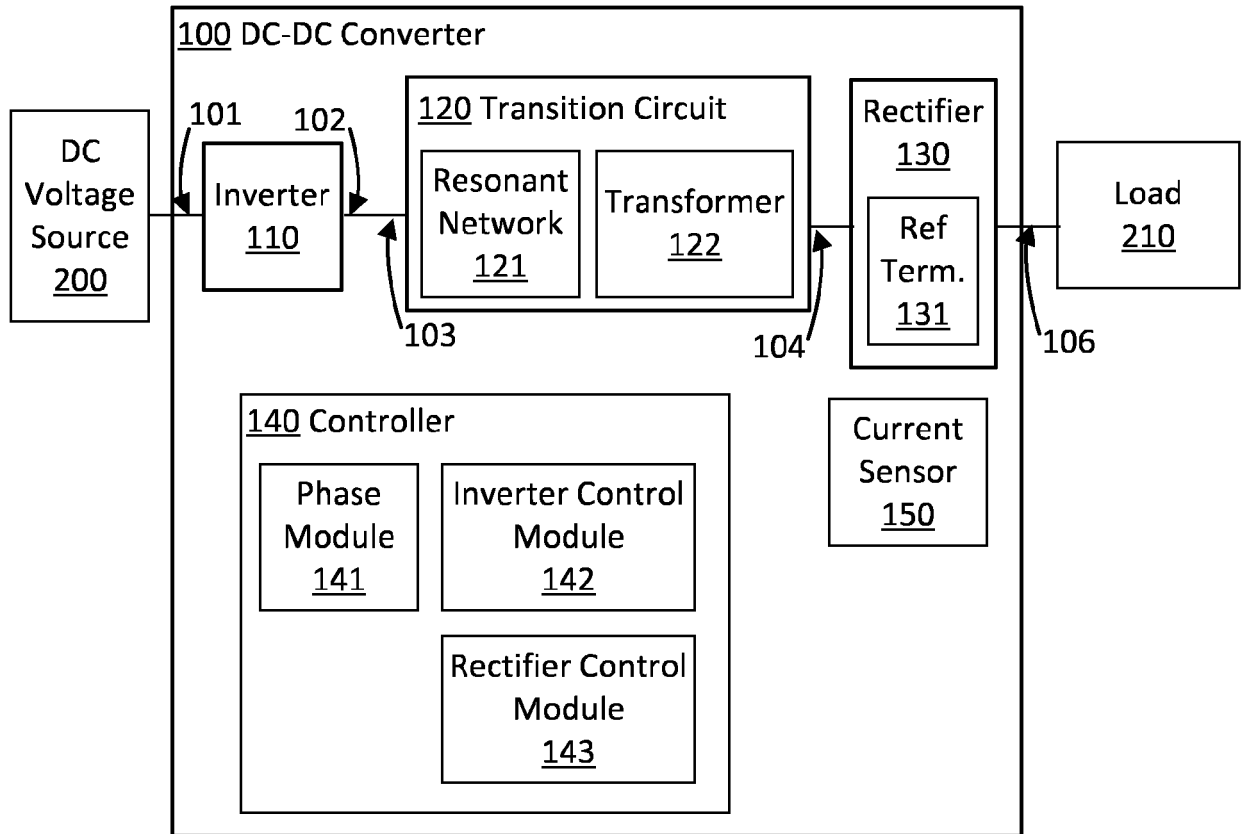 100 DC-DC Converter
DC
Voltage
Source
200
101
Inverter
110
102
103
120 Transition Circuit
Resonant
Network
121
Transformer
122
104
Rectifier
130
Ref
Term.
131
106
Load
210
140 Controller
Phase
Module
141
Inverter Control
Module
142
Rectifier Control
Module
143
Current
Sensor
150